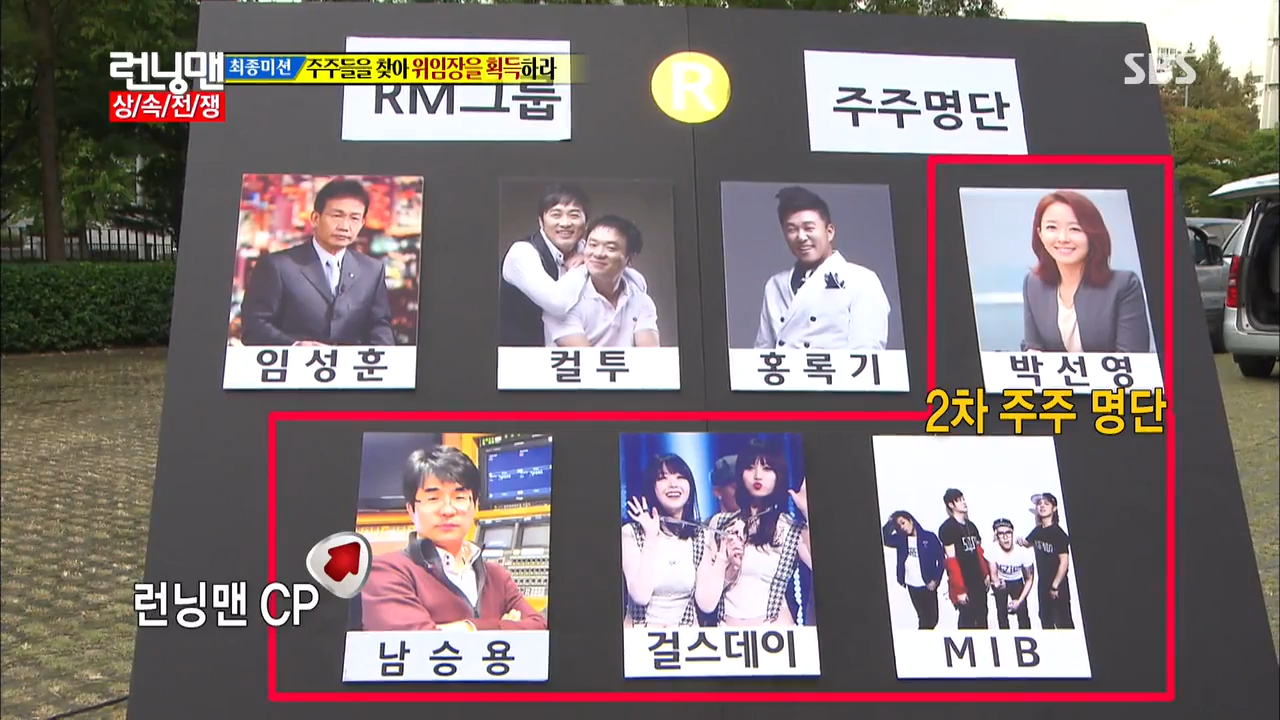 런닝맨
상/속/전/쟁
최종미션 주주들을 찾아 위임장을 획득하라
SBS
RM그룹
R
주주명단
임성훈
컬투
홍록기
박선영
2차 주주 명단
런닝맨 CP
남승용
걸스데이
MIB